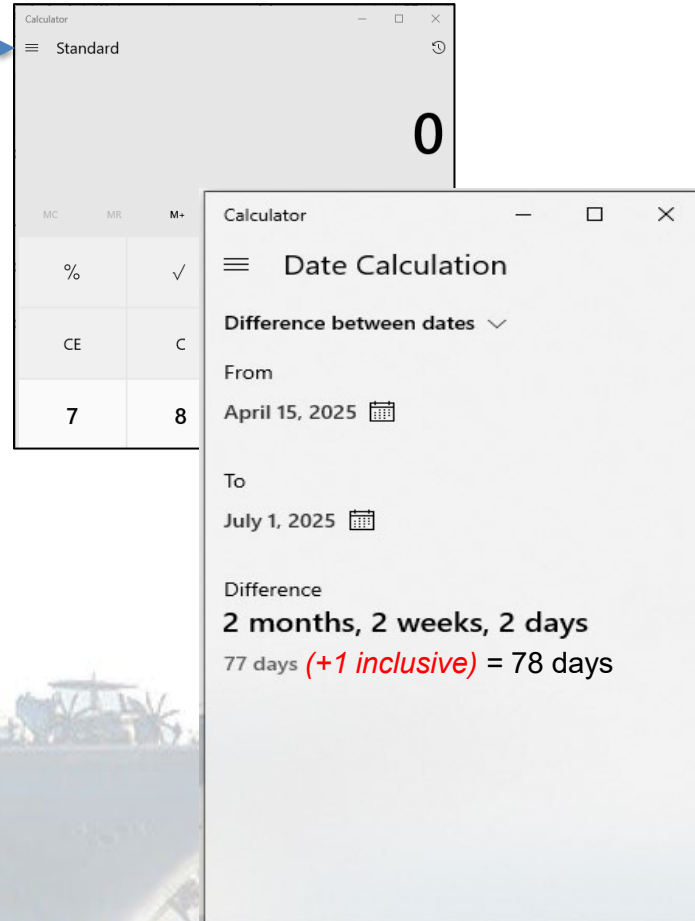 Calculator
Standard
0
MC MR M+
% √
CE C
7 8
Calculator
Date Calculation
Difference between dates
From
April 15, 2025
To
July 1, 2025
Difference
2 months, 2 weeks, 2 days
77 days (+1 inclusive) = 78 days